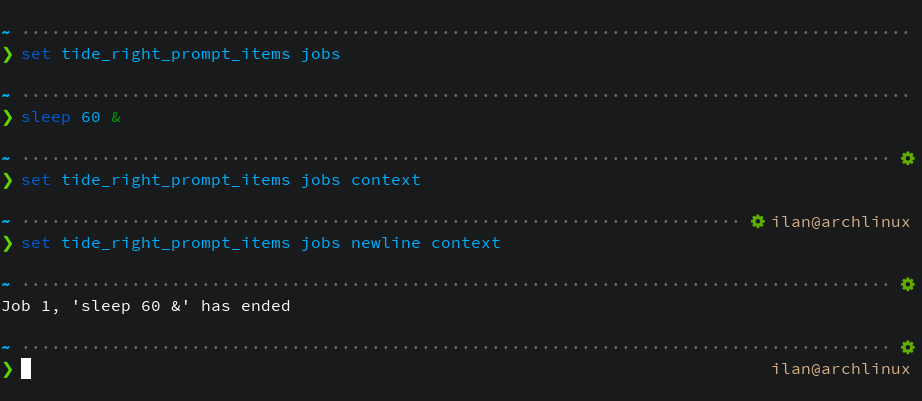 ~ ········································································································
❯ set tide_right_prompt_items jobs
~ ········································································································
❯ sleep 60 &
~ ········································································································ ⚙
❯ set tide_right_prompt_items jobs context
~ ········································································································ ⚙ ilan@archlinux
❯ set tide_right_prompt_items jobs newline context
~ ········································································································ ⚙
Job 1, 'sleep 60 &' has ended
~ ········································································································ ⚙
❯ ilan@archlinux